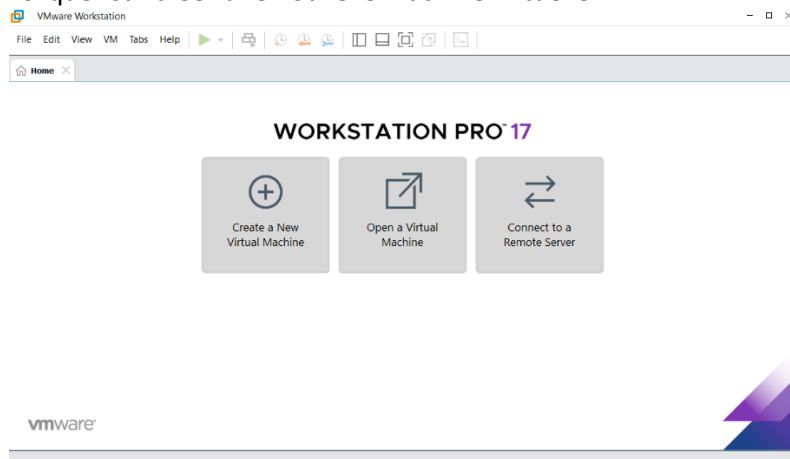 VMware Workstation
File Edit View VM Tabs Help
Home
WORKSTATION PRO™ 17
Create a New
Virtual Machine
Open a Virtual
Machine
Connect to a
Remote Server
vmware